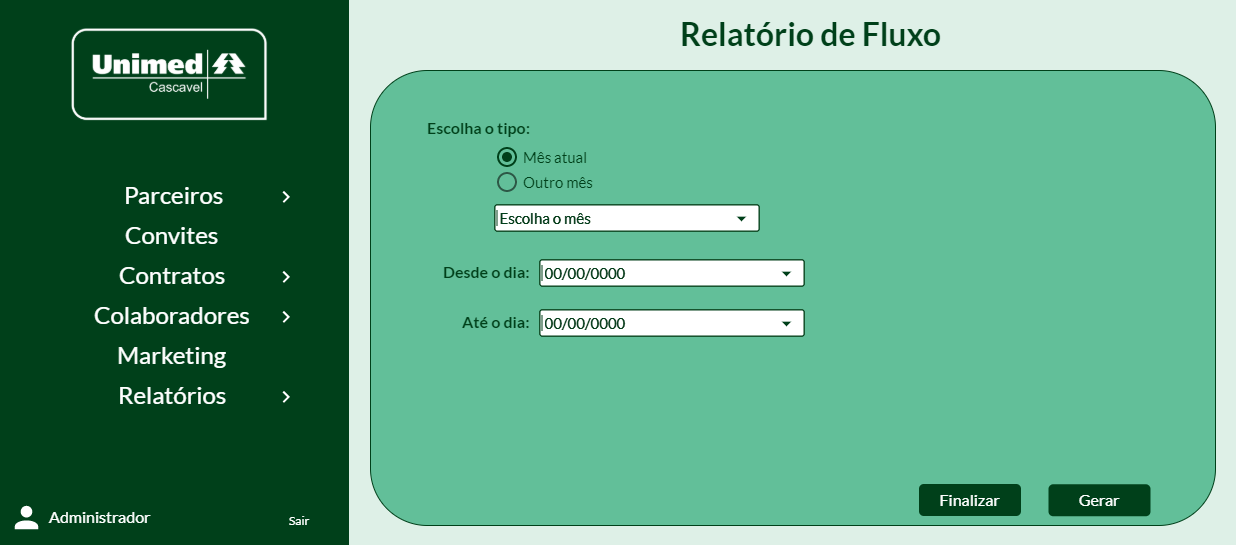 Unimed
Cascavel
Parceiros
Convites
Contratos
Colaboradores
Marketing
Relatórios
Administrador
Sair
Relatório de Fluxo
Escolha o tipo:
Mês atual
Outro mês
Escolha o mês
Desde o dia: 00/00/0000
Até o dia: 00/00/0000
Finalizar Gerar